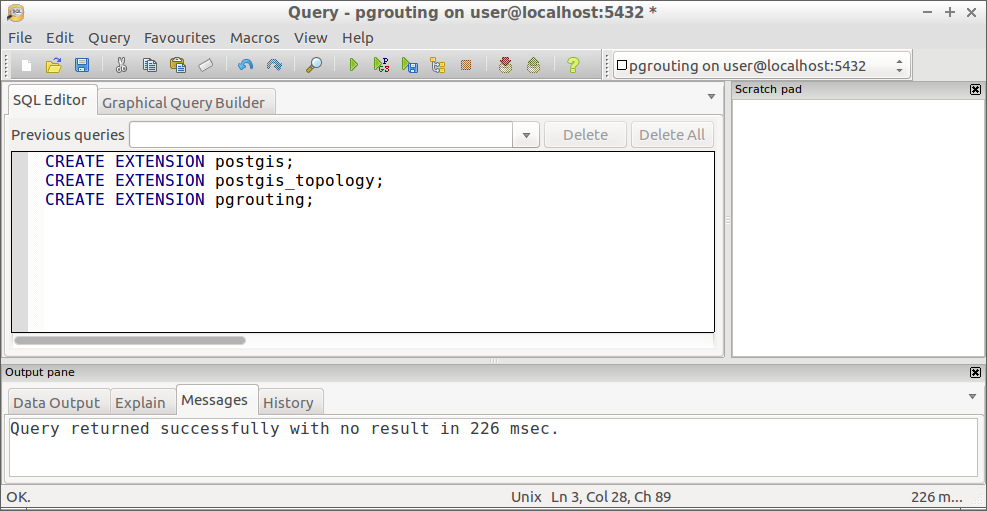 Query - pgrouting on user@localhost:5432 *
File Edit Query Favourites Macros View Help
pgrouting on user@localhost:5432
SQL Editor Graphical Query Builder
Scratch pad
Previous queries Delete Delete All
CREATE EXTENSION postgis;
CREATE EXTENSION postgis_topology;
CREATE EXTENSION pgrouting;
Output pane
Data Output Explain Messages History
Query returned successfully with no result in 226 msec.
OK. Unix Ln 3, Col 28, Ch 89 226 m...